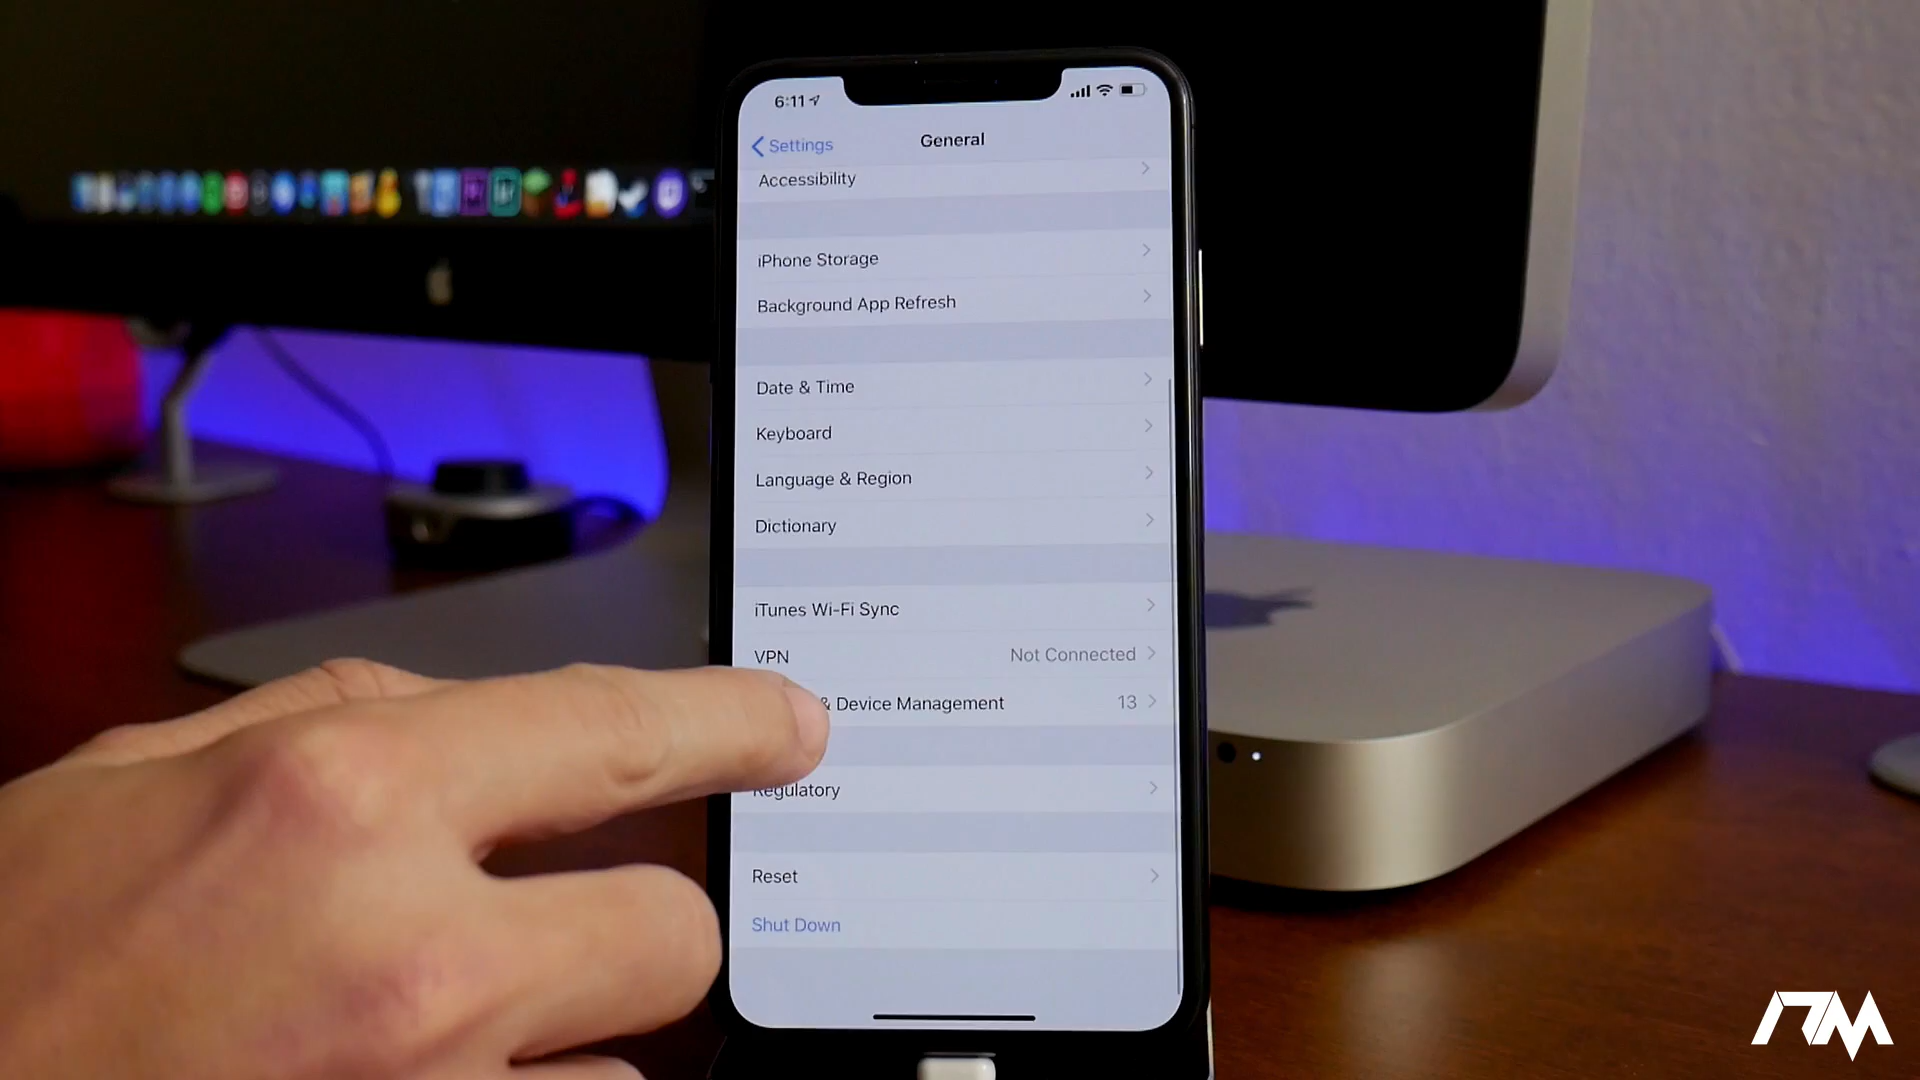 6:11
Settings
General
Accessibility
iPhone Storage
Background App Refresh
Date & Time
Keyboard
Language & Region
Dictionary
iTunes Wi-Fi Sync
VPN
Not Connected
& Device Management
13
Regulatory
Reset
Shut Down